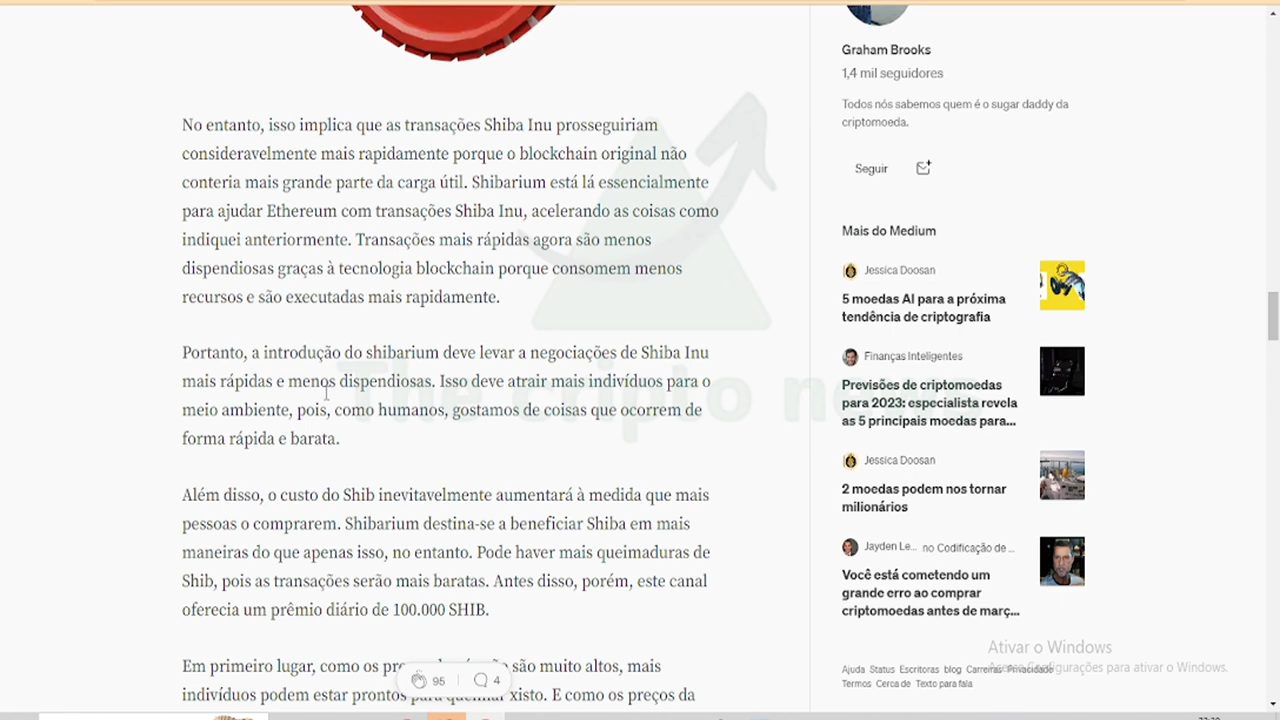 No entanto, isso implica que as transações Shiba Inu prosseguiriam
consideravelmente mais rapidamente porque o blockchain original não
conteria mais grande parte da carga útil. Shibarium está lá essencialmente
para ajudar Ethereum com transações Shiba Inu, acelerando as coisas como
indiquei anteriormente. Transações mais rápidas agora são menos
dispendiosas graças à tecnologia blockchain porque consomem menos
recursos e são executadas mais rapidamente.
Portanto, a introdução do shibarium deve levar a negociações de Shiba Inu
mais rápidas e menos dispendiosas. Isso deve atrair mais indivíduos para o
meio ambiente, pois, como humanos, gostamos de coisas que ocorrem de
forma rápida e barata.
Além disso, o custo do Shib inevitavelmente aumentará à medida que mais
pessoas o comprarem. Shibarium destina-se a beneficiar Shiba em mais
maneiras do que apenas isso, no entanto. Pode haver mais queimaduras de
Shib, pois as transações serão mais baratas. Antes disso, porém, este canal
oferecia um prêmio diário de 100.000 SHIB.
Em primeiro lugar, como os são muito altos, mais
indivíduos podem estar prontos para queimar xisto. E como os preços da
95 4
The cripto
Graham Brooks
1,4 mil seguidores
Todos nós sabemos quem é o sugar daddy da
criptomoeda.
Seguir
Mais do Medium
Jessica Doosan
5 moedas AI para a próxima
tendência de criptografia
Finanças Inteligentes
Previsões de criptomoedas
para 2023: especialista revela
as 5 principais moedas para...
Jessica Doosan
2 moedas podem nos tornar
milionários
Jayden Le... no Codificação de ...
Você está cometendo um
grande erro ao comprar
criptomoedas antes de març...
Ativar o Windows
Acesse Configurações para ativar o Windows.
Ajuda Status Escritoras blog Carreiras Privacidade
Termos Cerca de Texto para fala